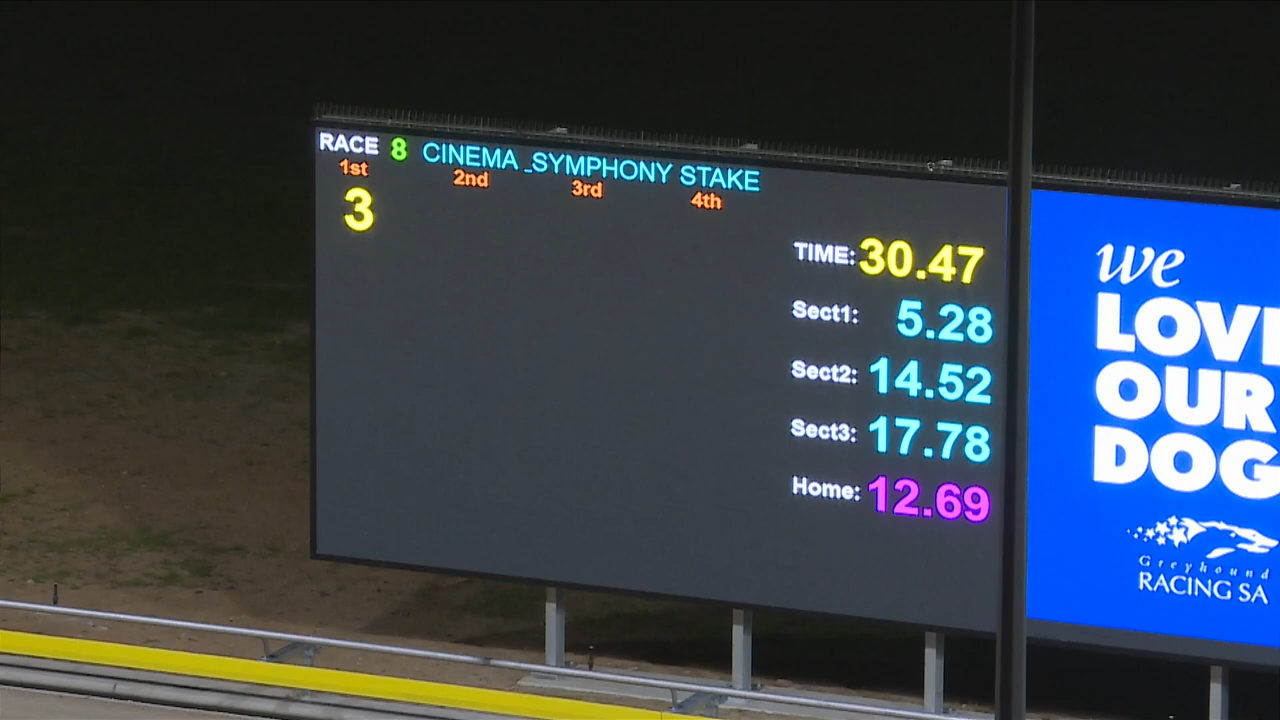 RACE 8 CINEMA _SYMPHONY STAKE
1st 2nd 3rd 4th
3
TIME: 30.47
Sect1: 5.28
Sect2: 14.52
Sect3: 17.78
Home: 12.69
we
LOVE
OUR
DOG
Greyhound
RACING SA